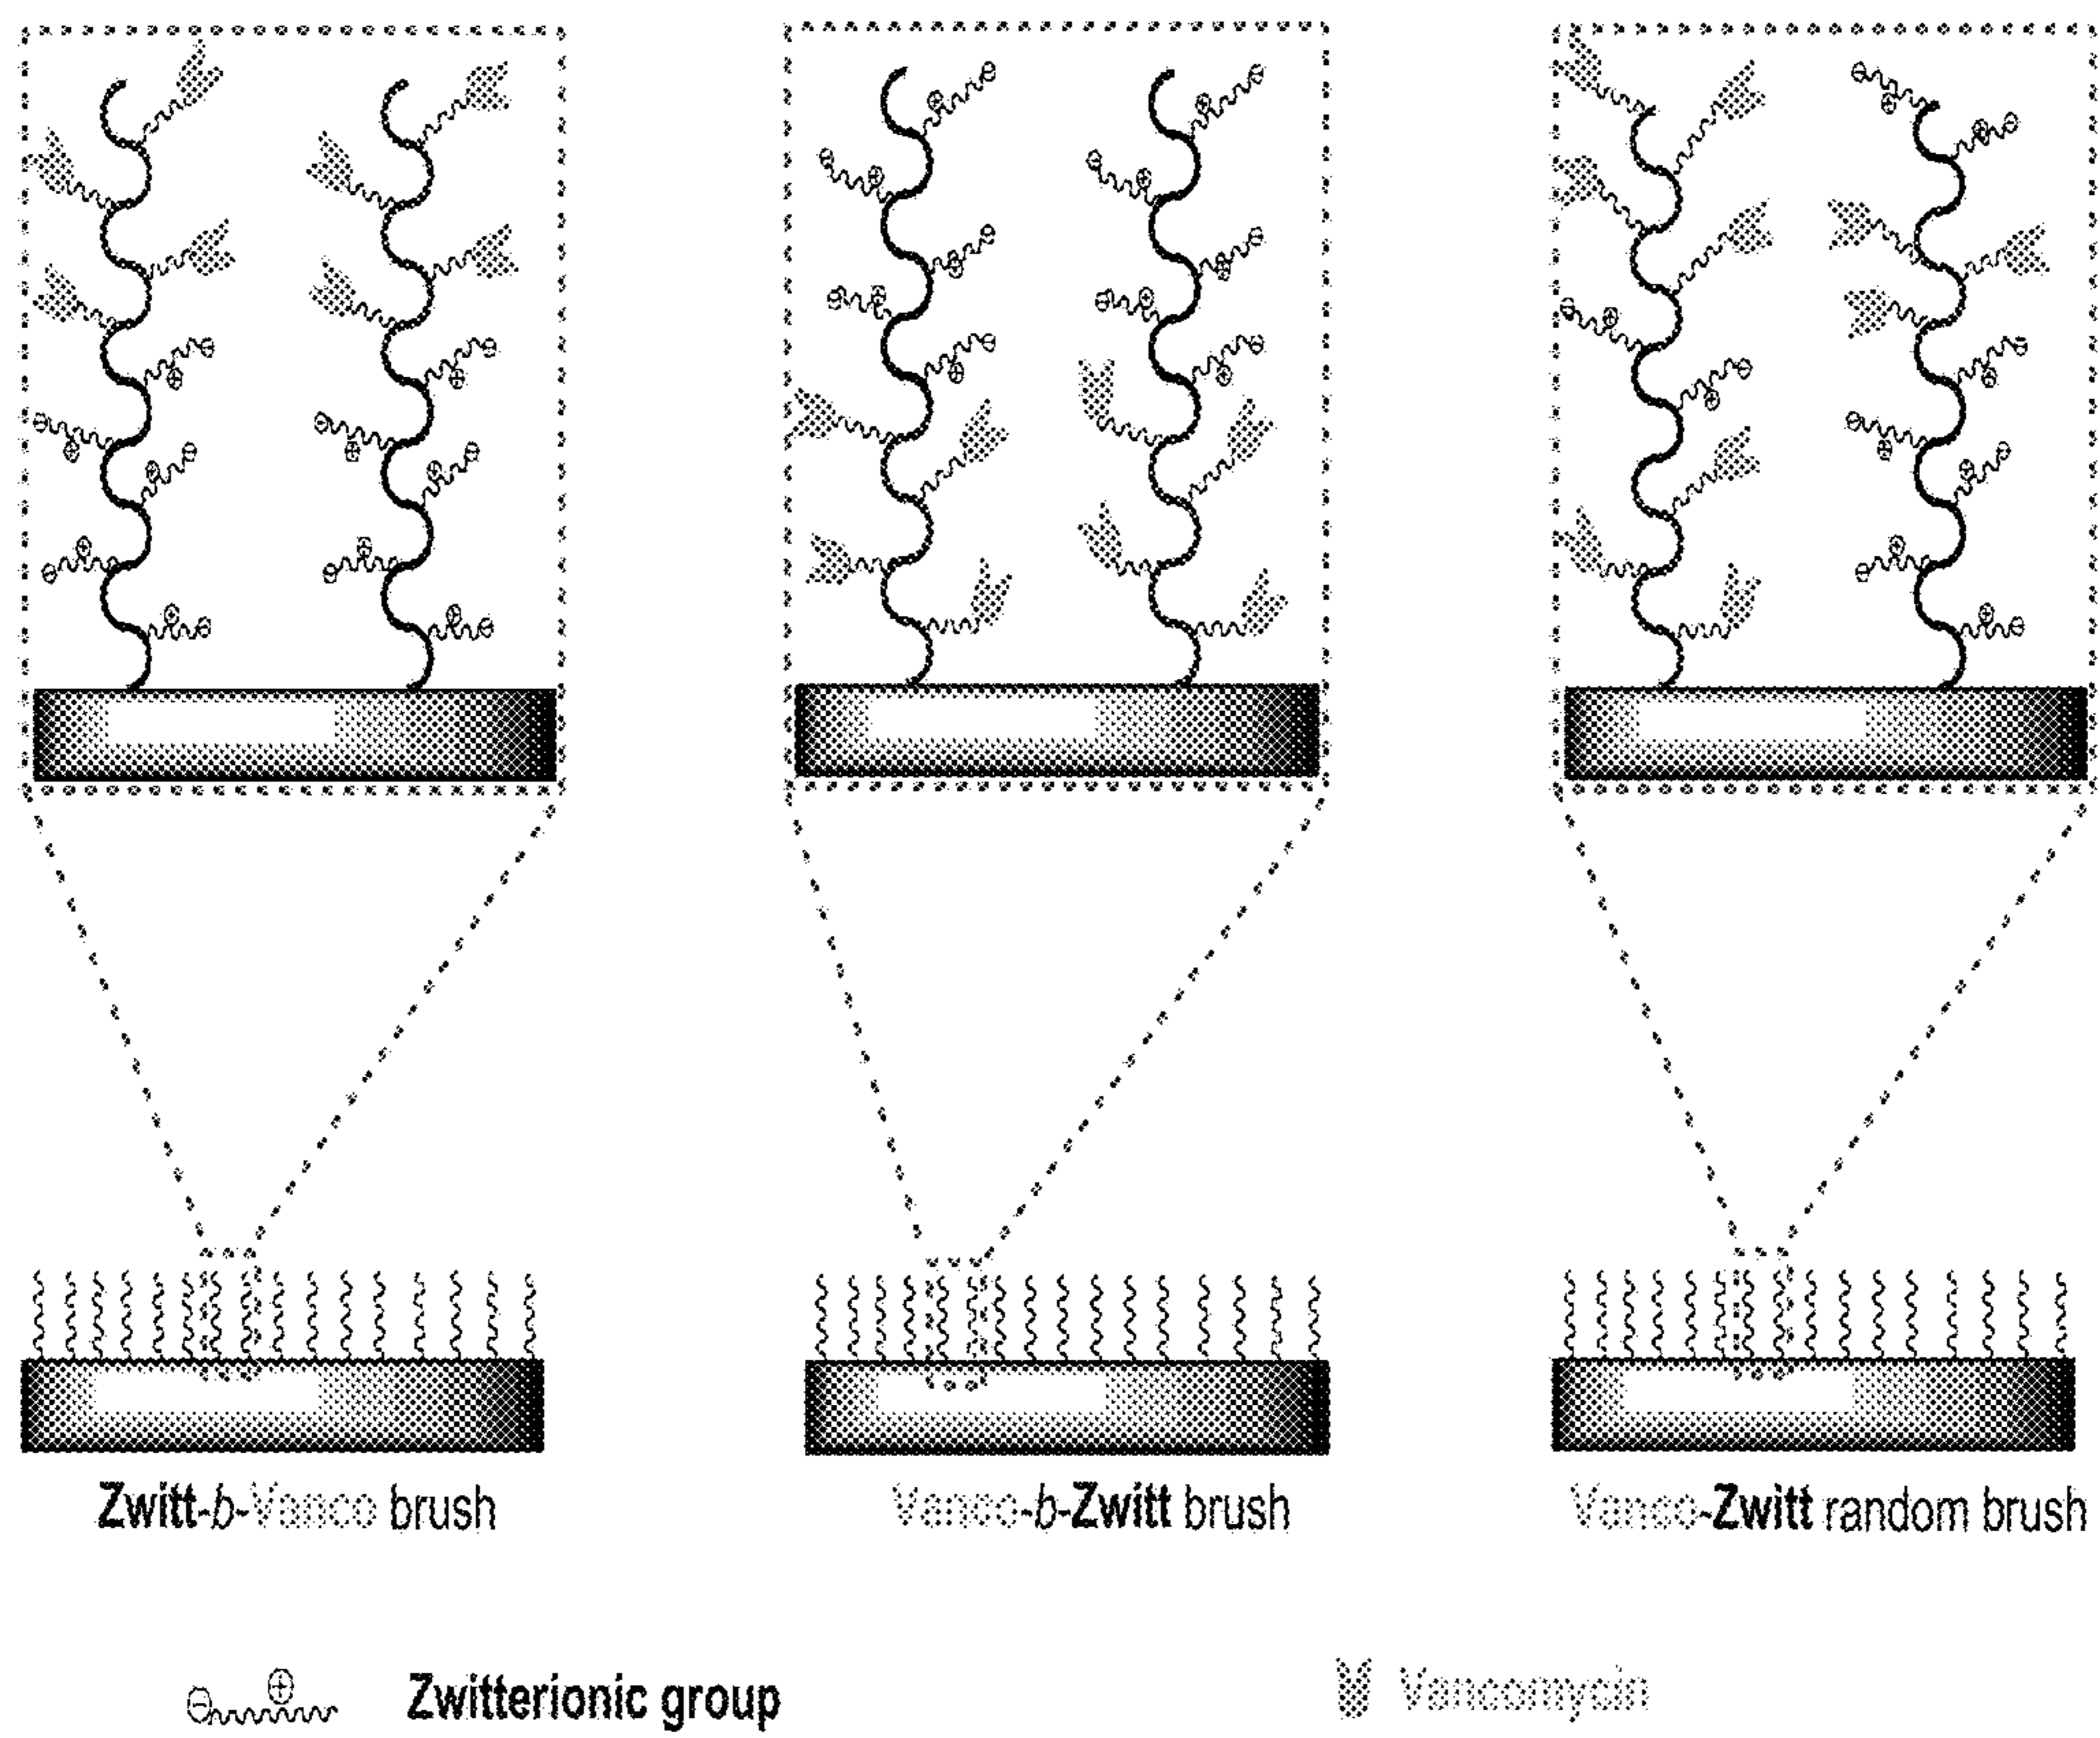 Zwitt-b-Vanco brush
Vanco-b-Zwitt brush
Vanco-Zwitt random brush
Zwitterionic group
Vancomycin